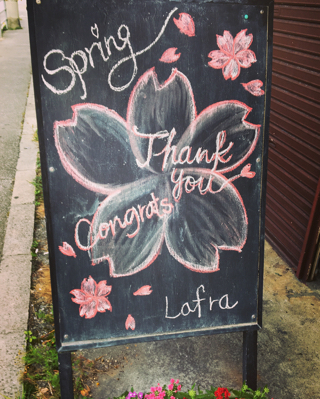 Spring
Thank
you
Congrats
Lafra